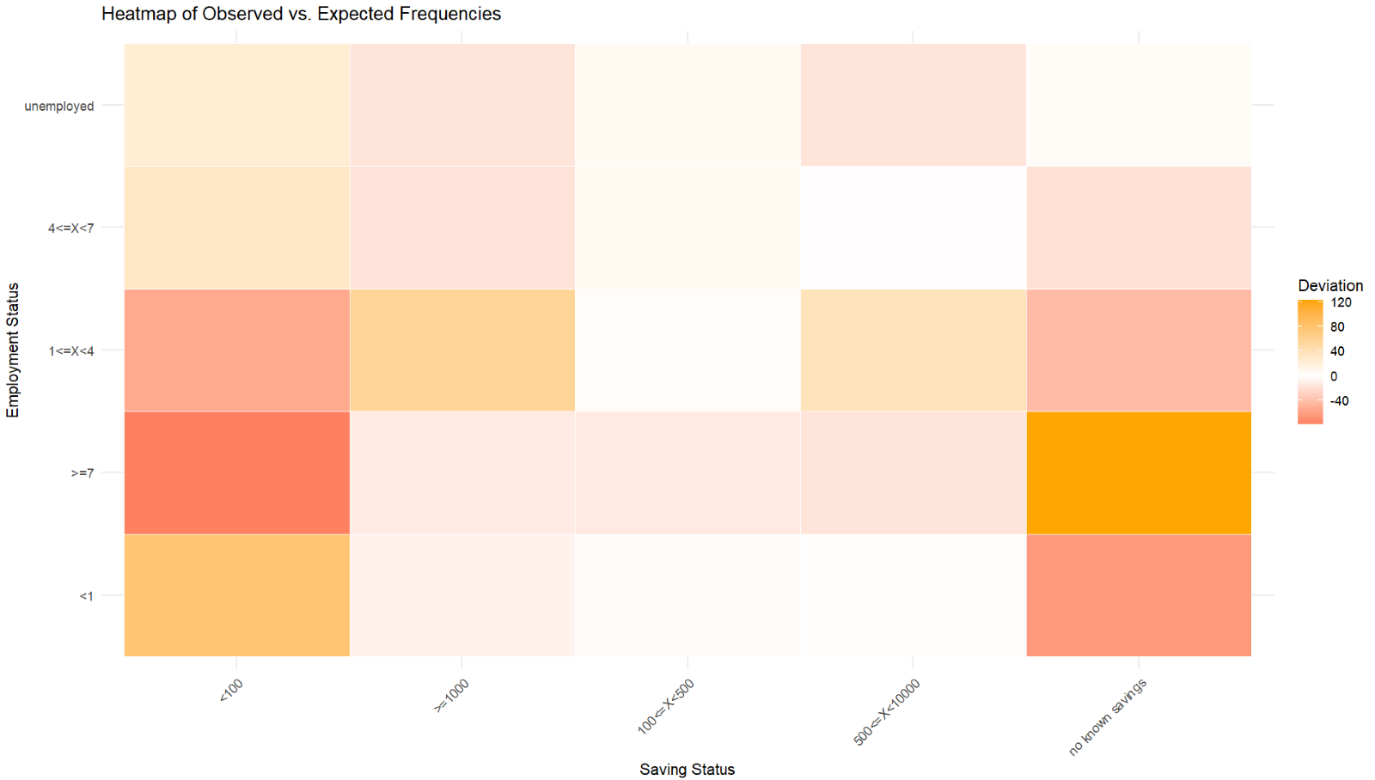 Heatmap of Observed vs. Expected Frequencies
unemployed
4<=X<7
1<=X<4
>=7
<1
Employment Status
<100
>=1000
100<=X<500
500<=X<10000
no known savings
Saving Status
Deviation
120
80
40
0
-40